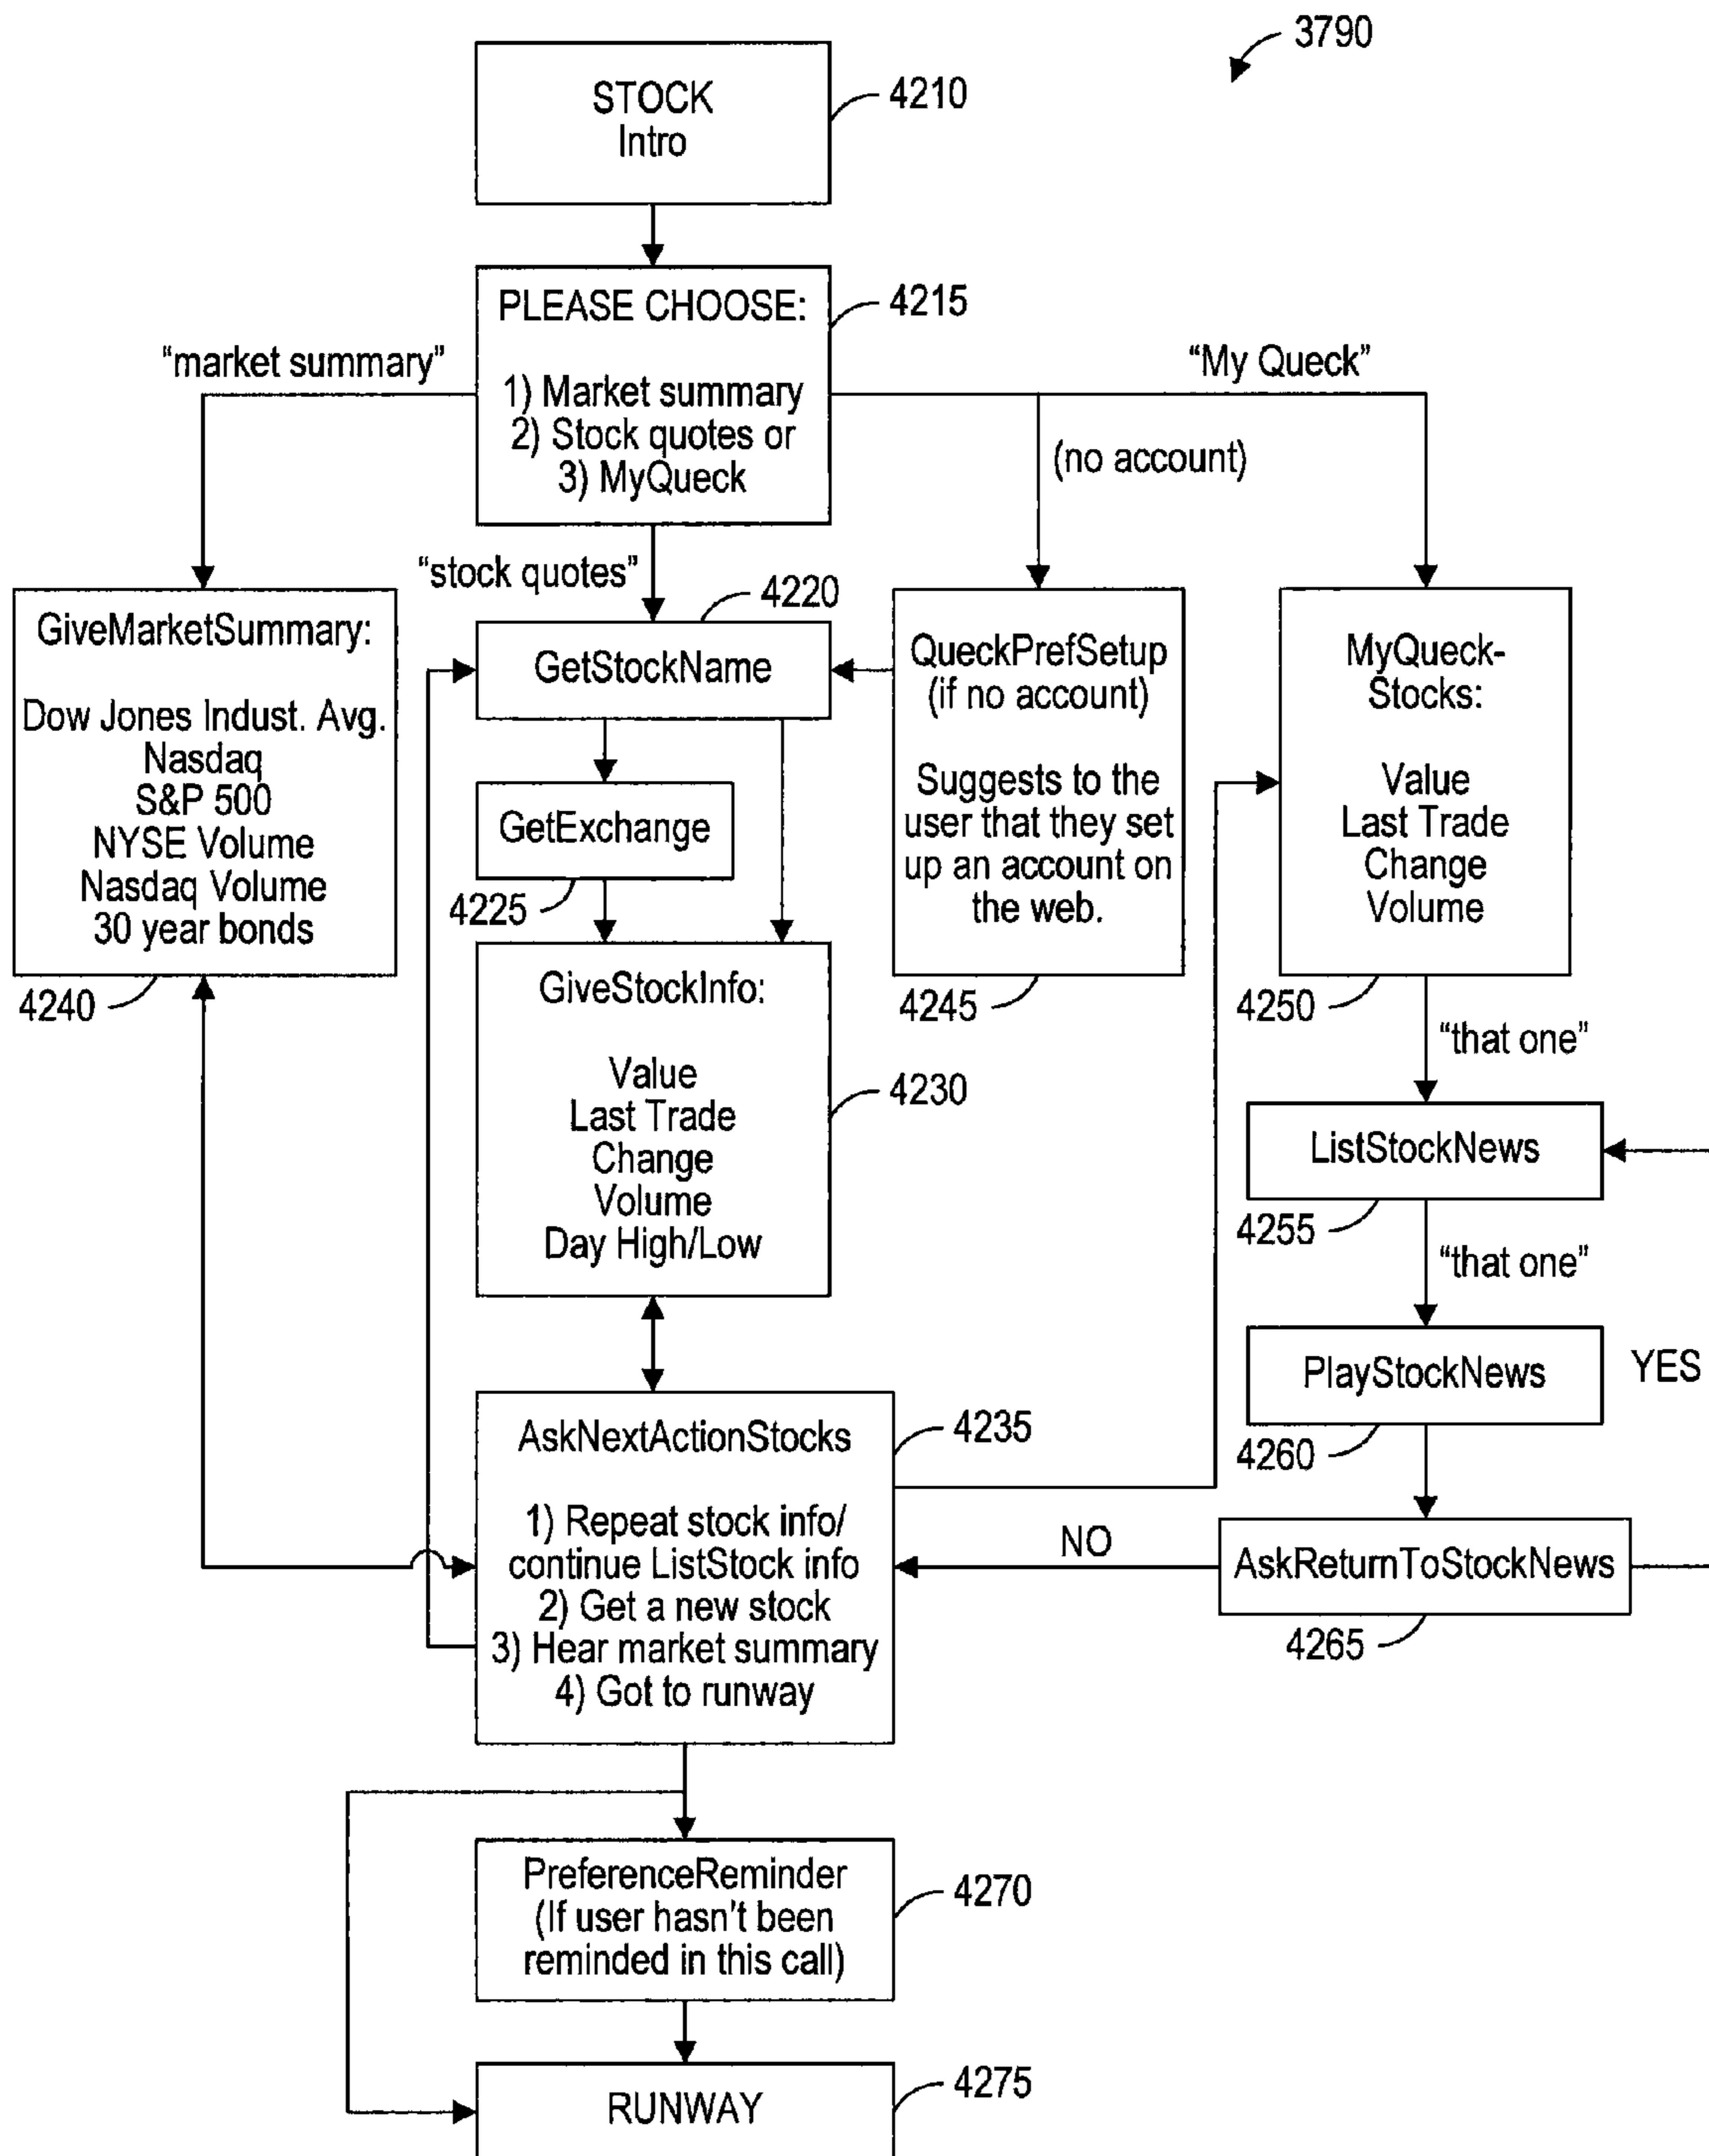 3790
STOCK
Intro
4210
PLEASE CHOOSE:
1) Market summary
2) Stock quotes or
3) MyQueck
4215
“market summary”
“My Queck”
(no account)
“stock quotes”
4220
GiveMarketSummary:
Dow Jones Indust. Avg.
Nasdaq
S&P 500
NYSE Volume
Nasdaq Volume
30 year bonds
4240
GetStockName
GetExchange
4225
QueckPrefSetup
(if no account)
Suggests to the
user that they set
up an account on
the web.
4245
MyQueck-
Stocks:
Value
Last Trade
Change
Volume
4250
GiveStockInfo:
Value
Last Trade
Change
Volume
Day High/Low
4230
“that one”
ListStockNews
4255
“that one”
PlayStockNews
YES
4260
AskNextActionStocks
1) Repeat stock info/
continue ListStock info
2) Get a new stock
3) Hear market summary
4) Got to runway
4235
NO
AskReturnToStockNews
4265
PreferenceReminder
(If user hasn't been
reminded in this call)
4270
RUNWAY
4275